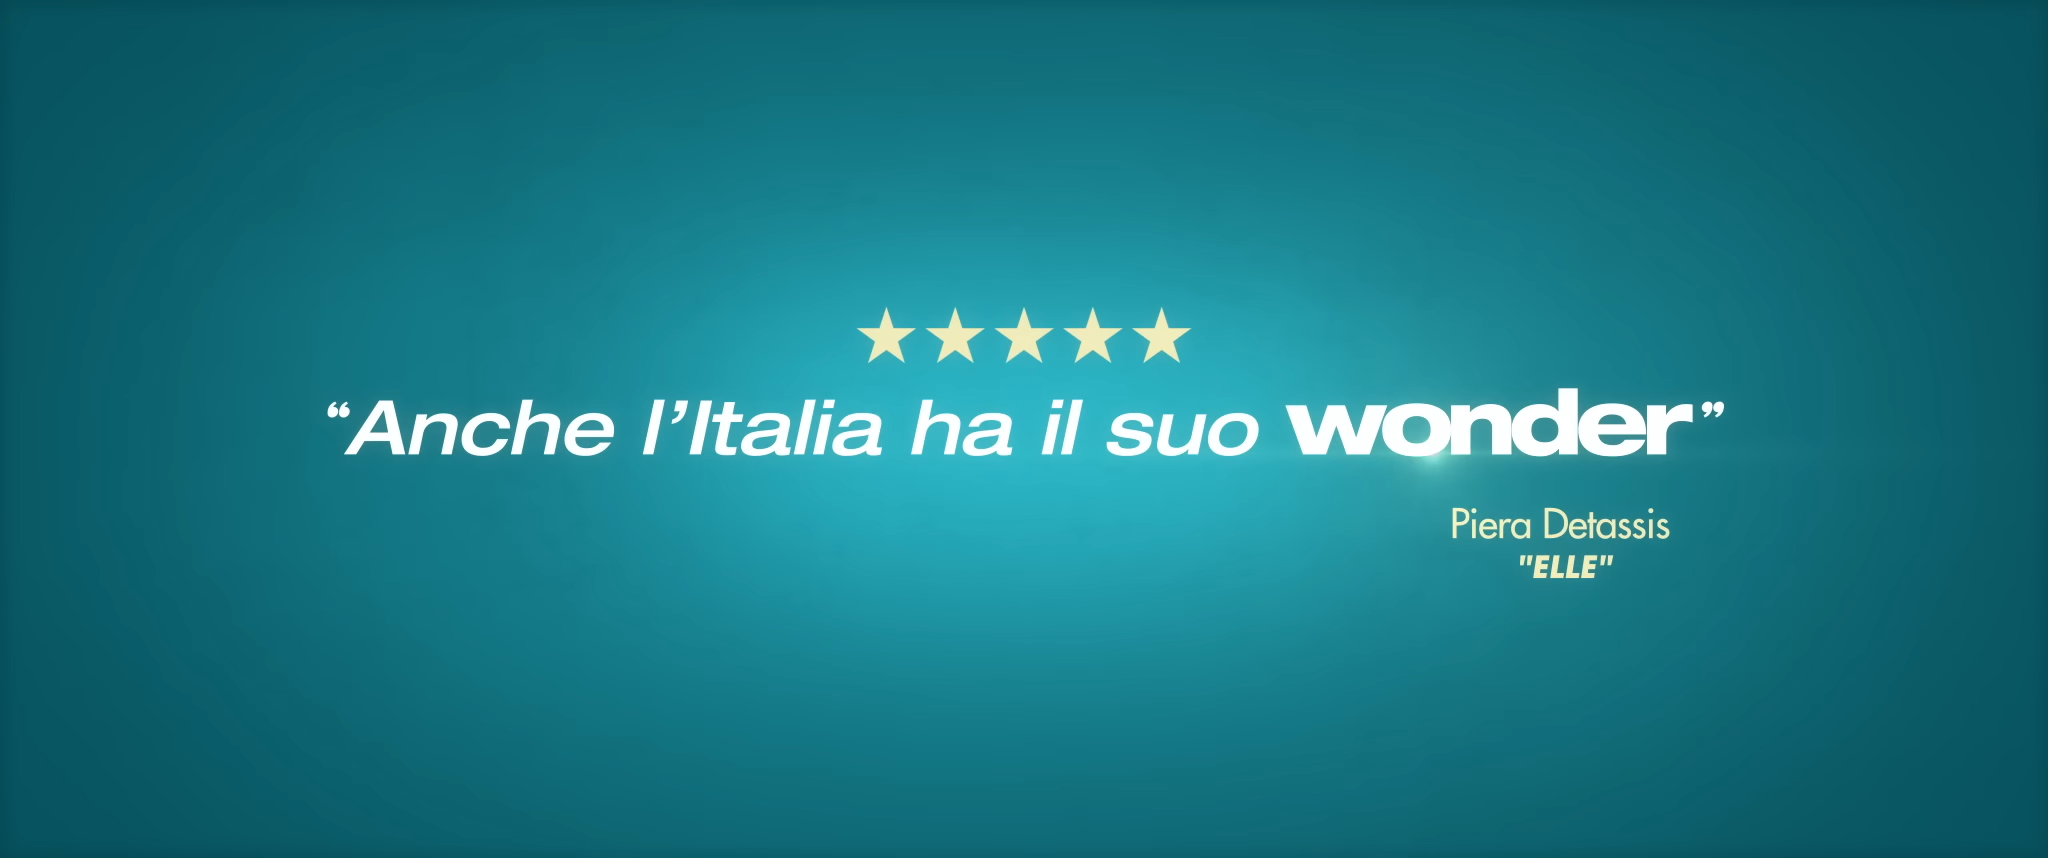 ★★★★★
“Anche l’Italia ha il suo wonder”
Piera Detassis
"ELLE"